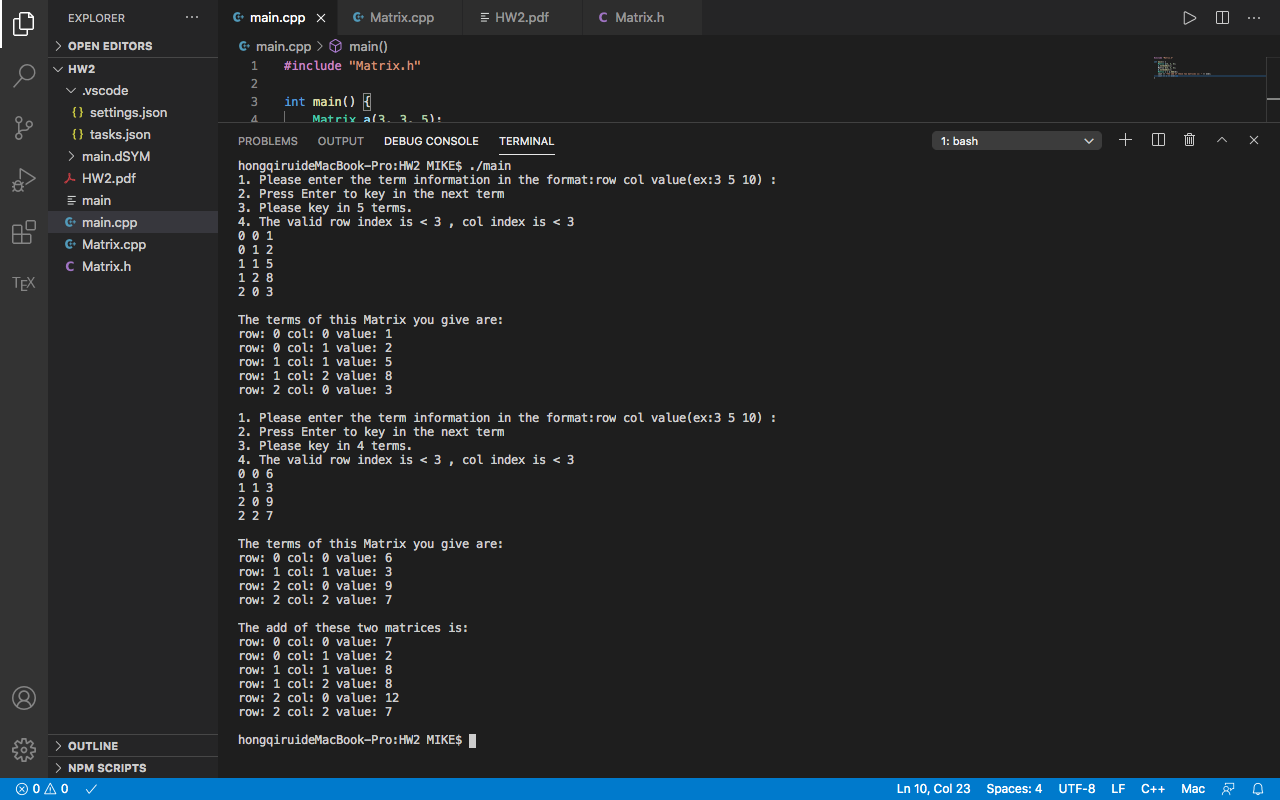 EXPLORER
OPEN EDITORS
HW2
.vscode
{} settings.json
{} tasks.json
main.dSYM
HW2.pdf
main
main.cpp
Matrix.cpp
C Matrix.h
TEX
OUTLINE
NPM SCRIPTS
main.cpp
Matrix.cpp
HW2.pdf
C Matrix.h
main.cpp > main()
1 #include "Matrix.h"
2
3 int main() {
4 Matrix a(3, 3, 5);
PROBLEMS OUTPUT DEBUG CONSOLE TERMINAL
1: bash
hongqiruideMacBook-Pro:HW2 MIKE$ ./main
1. Please enter the term information in the format:row col value(ex:3 5 10) :
2. Press Enter to key in the next term
3. Please key in 5 terms.
4. The valid row index is < 3 , col index is < 3
0 0 1
0 1 2
1 1 5
1 2 8
2 0 3
The terms of this Matrix you give are:
row: 0 col: 0 value: 1
row: 0 col: 1 value: 2
row: 1 col: 1 value: 5
row: 1 col: 2 value: 8
row: 2 col: 0 value: 3
1. Please enter the term information in the format:row col value(ex:3 5 10) :
2. Press Enter to key in the next term
3. Please key in 4 terms.
4. The valid row index is < 3 , col index is < 3
0 0 6
1 1 3
2 0 9
2 2 7
The terms of this Matrix you give are:
row: 0 col: 0 value: 6
row: 1 col: 1 value: 3
row: 2 col: 0 value: 9
row: 2 col: 2 value: 7
The add of these two matrices is:
row: 0 col: 0 value: 7
row: 0 col: 1 value: 2
row: 1 col: 1 value: 8
row: 1 col: 2 value: 8
row: 2 col: 0 value: 12
row: 2 col: 2 value: 7
hongqiruideMacBook-Pro:HW2 MIKE$
0 0
Ln 10, Col 23 Spaces: 4 UTF-8 LF C++ Mac